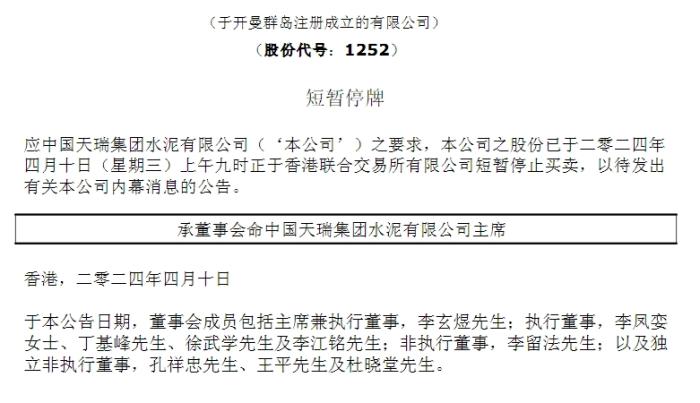 （于开曼群岛注册成立的有限公司）
（股份代号：1252）
短暂停牌
应中国天瑞集团水泥有限公司（‘本公司’）之要求，本公司之股份已于二零二四年
四月十日（星期三）上午九时正于香港联合交易所有限公司短暂停止买卖，以待发出
有关本公司内幕消息的公告。
承董事会命中国天瑞集团水泥有限公司主席
香港，二零二四年四月十日
于本公告日期，董事会成员包括主席兼执行董事，李玄煜先生；执行董事，李凤娈
女士、丁基峰先生、徐武学先生及李江铭先生；非执行董事，李留法先生；以及独
立非执行董事，孔祥忠先生、王平先生及杜晓堂先生。